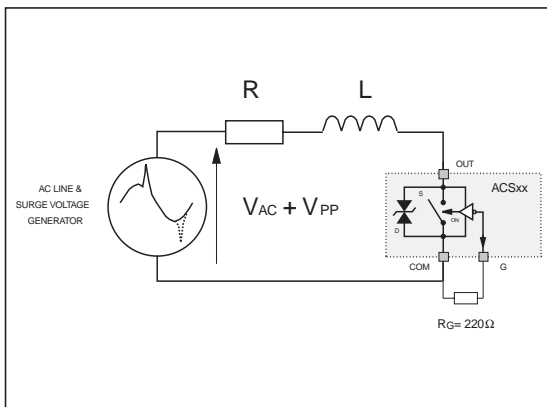 R
L
OUT
ACSxx
S
ON
D
AC LINE &
SURGE VOLTAGE
GENERATOR
VAC + VPP
COM
G
RG= 220Ω